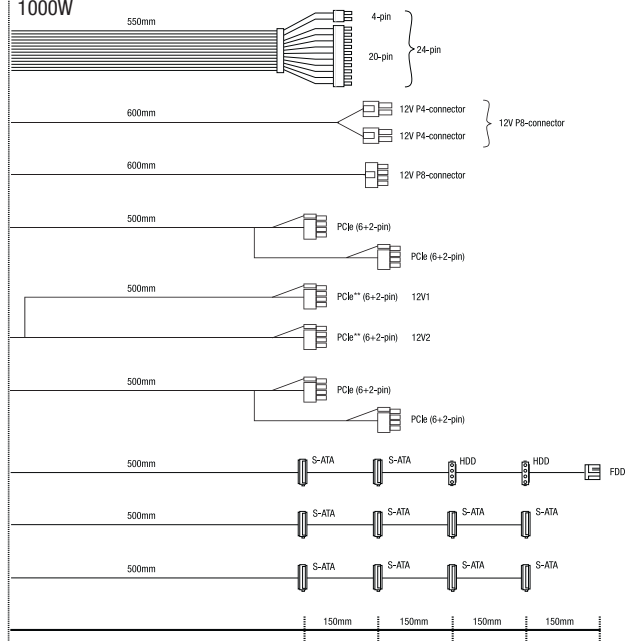 1000W
550mm
4-pin
20-pin
24-pin
600mm
12V P4-connector
12V P4-connector
12V P8-connector
600mm
12V P8-connector
500mm
PCIe (6+2-pin)
PCIe (6+2-pin)
500mm
PCIe** (6+2-pin) 12V1
PCIe** (6+2-pin) 12V2
500mm
PCIe (6+2-pin)
PCIe (6+2-pin)
500mm S-ATA S-ATA HDD HDD FDD
500mm S-ATA S-ATA S-ATA S-ATA
500mm S-ATA S-ATA S-ATA S-ATA
150mm 150mm 150mm 150mm